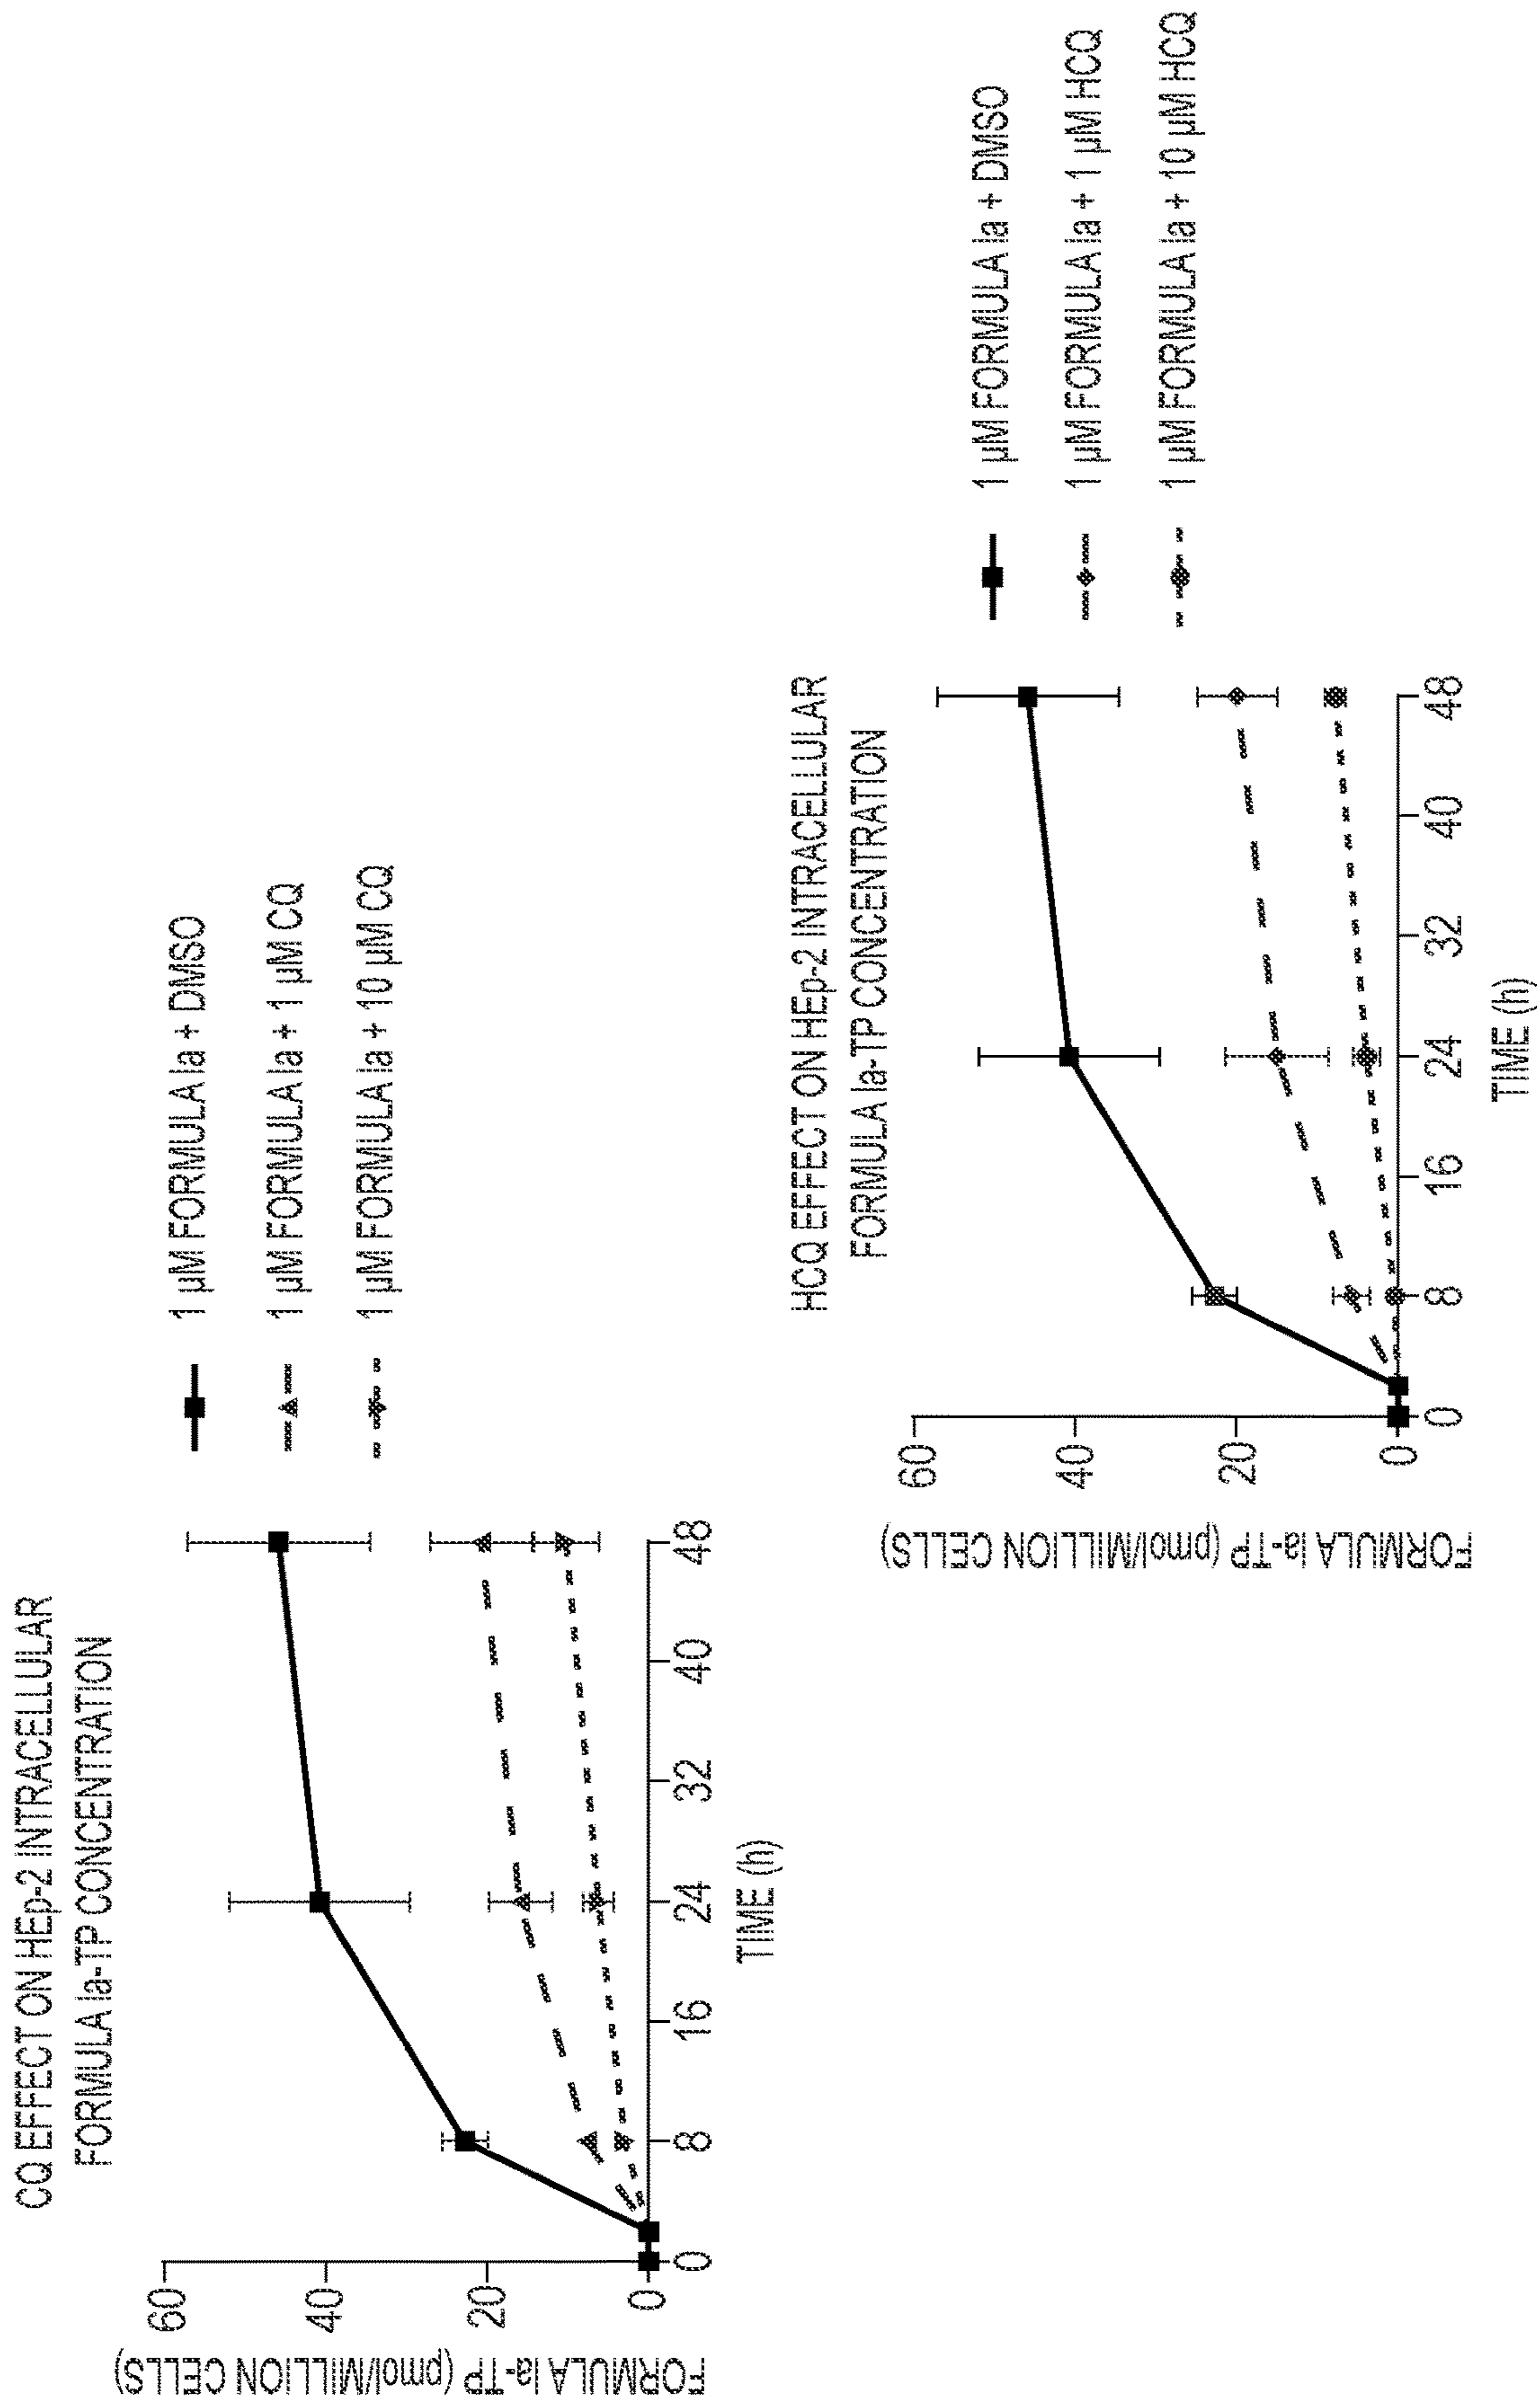 CQ EFFECT ON HEp-2 INTRACELLULAR
FORMULA Ia-TP CONCENTRATION
FORMULA Ia-TP (pmol/MILLION CELLS)
60
40
20
0
0
8
16
24
32
40
48
TIME (h)
1 µM FORMULA Ia + DMSO
1 µM FORMULA Ia + 1 µM CQ
1 µM FORMULA Ia + 10 µM CQ
HCQ EFFECT ON HEp-2 INTRACELLULAR
FORMULA Ia-TP CONCENTRATION
FORMULA Ia-TP (pmol/MILLION CELLS)
60
40
20
0
0
8
16
24
32
40
48
TIME (h)
1 µM FORMULA Ia + DMSO
1 µM FORMULA Ia + 1 µM HCQ
1 µM FORMULA Ia + 10 µM HCQ